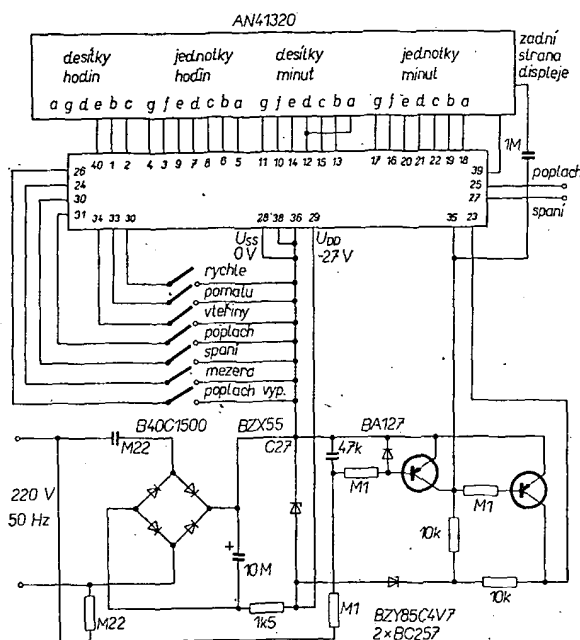 AN41320
desítky hodin
jednotky hodin
desítky minut
jednotky minut
zadní strana displeje
a g d e b c g f e d c b a g f e d c b a g f e d c b a
1M
40 1 2 4 3 9 7 8 6 5 11 10 14 12 15 13 17 16 20 21 22 19 18
39
26
24
30
31
25
27
poplach
spaní
34 33 30
28 38 36 29
35 23
USS
0 V
UDD
-27 V
rychle
pomalu
vteřiny
poplach
spaní
mezera
poplach vyp.
B40C1500
BZX55
C27
BA127
M22
47k
M1
M1
220 V
50 Hz
10k
+
10M
M22
1k5
M1
10k
BZY85C4V7
2×BC257